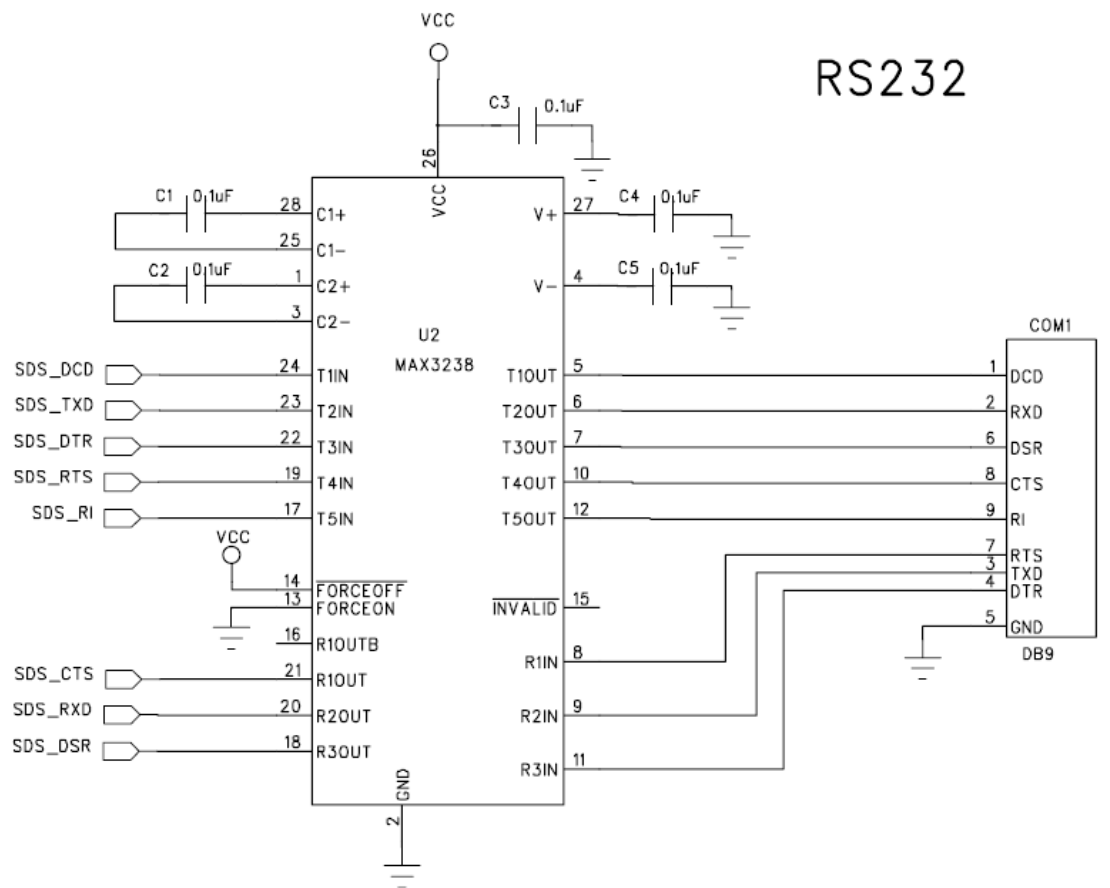 VCC
RS232
C3 0.1uF
26
VCC
C1 0.1uF
28 C1+
25 C1-
C2 0.1uF
1 C2+
3 C2-
V+ 27 C4 0.1uF
V- 4 C5 0.1uF
U2
MAX3238
COM1
SDS_DCD 24 T1IN T1OUT 5 1 DCD
SDS_TXD 23 T2IN T2OUT 6 2 RXD
SDS_DTR 22 T3IN T3OUT 7 6 DSR
SDS_RTS 19 T4IN T4OUT 10 8 CTS
SDS_RI 17 T5IN T5OUT 12 9 RI
VCC
7 RTS
3 TXD
4 DTR
14 FORCEOFF
13 FORCEON
INVALID 15
5 GND
DB9
16 R1OUTB
R1IN 8
SDS_CTS 21 R1OUT
SDS_RXD 20 R2OUT R2IN 9
SDS_DSR 18 R3OUT
R3IN 11
GND
2